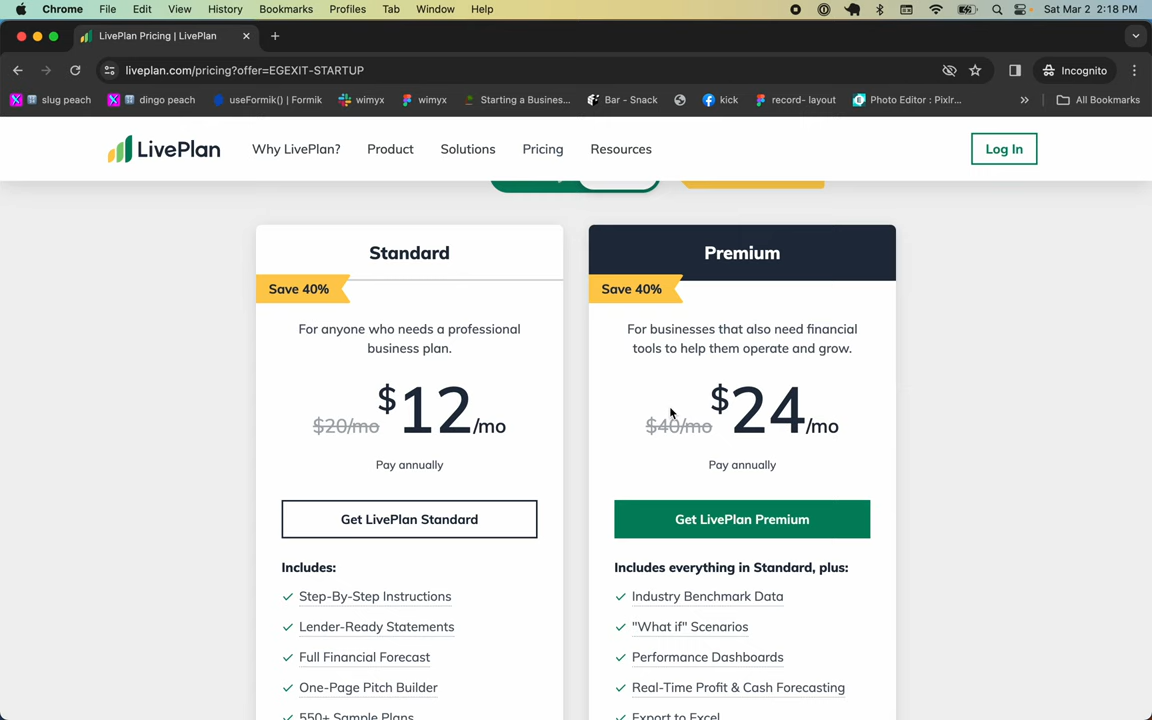 Chrome File Edit View History Bookmarks Profiles Tab Window Help Sat Mar 2 2:18 PM
LivePlan Pricing | LivePlan
liveplan.com/pricing?offer=EGEXIT-STARTUP Incognito
slug peach dingo peach useFormik() | Formik wimyx wimyx Starting a Busines... Bar - Snack kick record- layout Photo Editor : Pixlr... All Bookmarks
LivePlan Why LivePlan? Product Solutions Pricing Resources Log In
Standard
Save 40%
For anyone who needs a professional
business plan.
$20/mo $12/mo
Pay annually
Get LivePlan Standard
Includes:
Step-By-Step Instructions
Lender-Ready Statements
Full Financial Forecast
One-Page Pitch Builder
550+ Sample Plans
Premium
Save 40%
For businesses that also need financial
tools to help them operate and grow.
$40/mo $24/mo
Pay annually
Get LivePlan Premium
Includes everything in Standard, plus:
Industry Benchmark Data
"What if" Scenarios
Performance Dashboards
Real-Time Profit & Cash Forecasting
Export to Excel